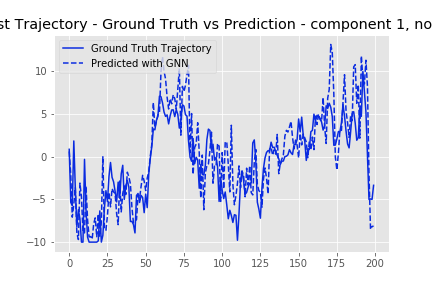 st Trajectory - Ground Truth vs Prediction - component 1, no
Ground Truth Trajectory
Predicted with GNN
10
5
0
−5
−10
0 25 50 75 100 125 150 175 200